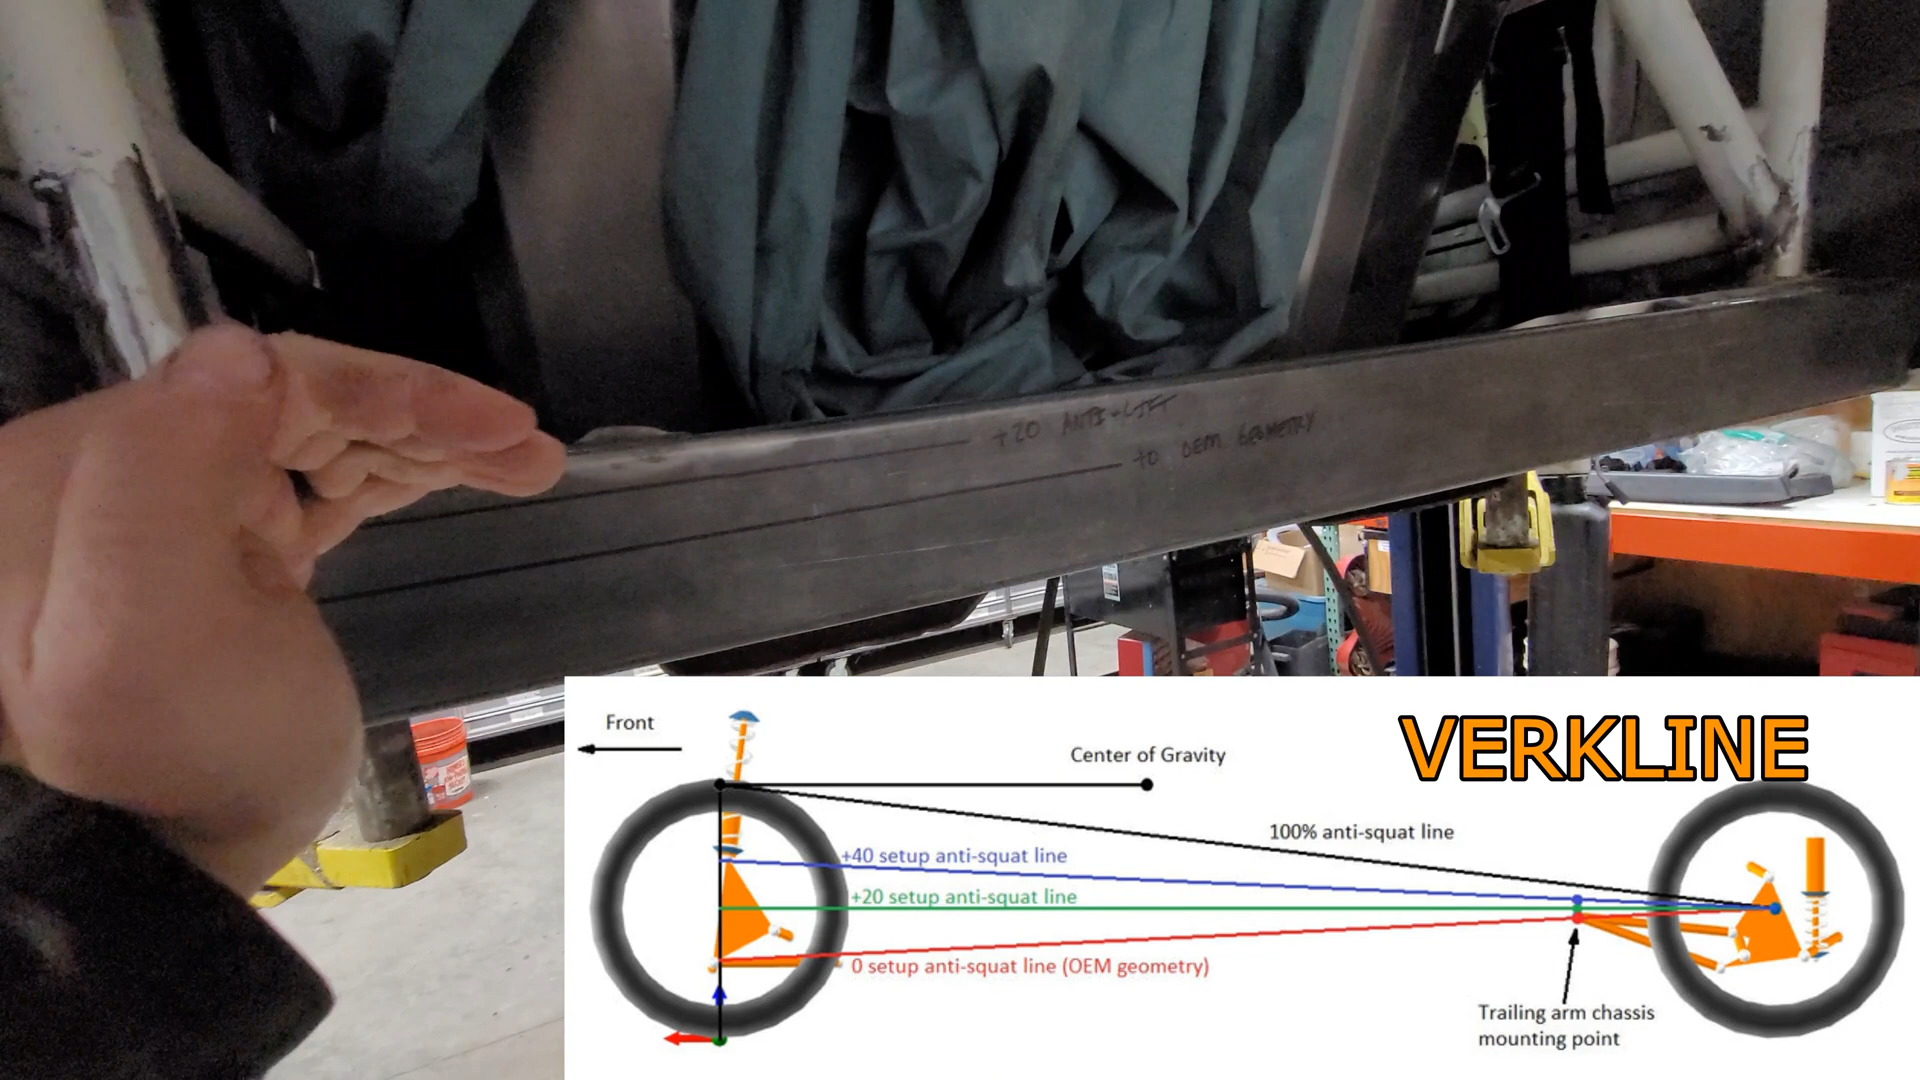 +20 ANTI-LIFT
+0 OEM GEOMETRY
VERKLINE
Front
Center of Gravity
100% anti-squat line
+40 setup anti-squat line
+20 setup anti-squat line
0 setup anti-squat line (OEM geometry)
Trailing arm chassis
mounting point